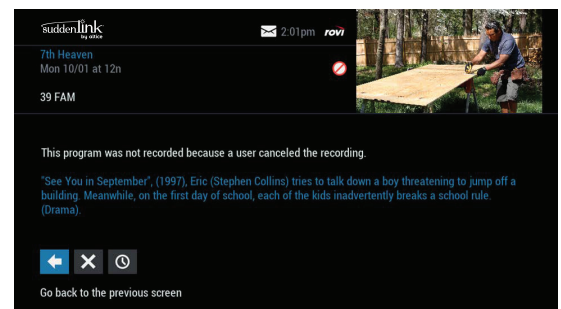 suddenlink
by altice
2:01pm rovi
7th Heaven
Mon 10/01 at 12n
39 FAM
This program was not recorded because a user canceled the recording.
"See You in September", (1997), Eric (Stephen Collins) tries to talk down a boy threatening to jump off a
building. Meanwhile, on the first day of school, each of the kids inadvertently breaks a school rule.
(Drama).
Go back to the previous screen